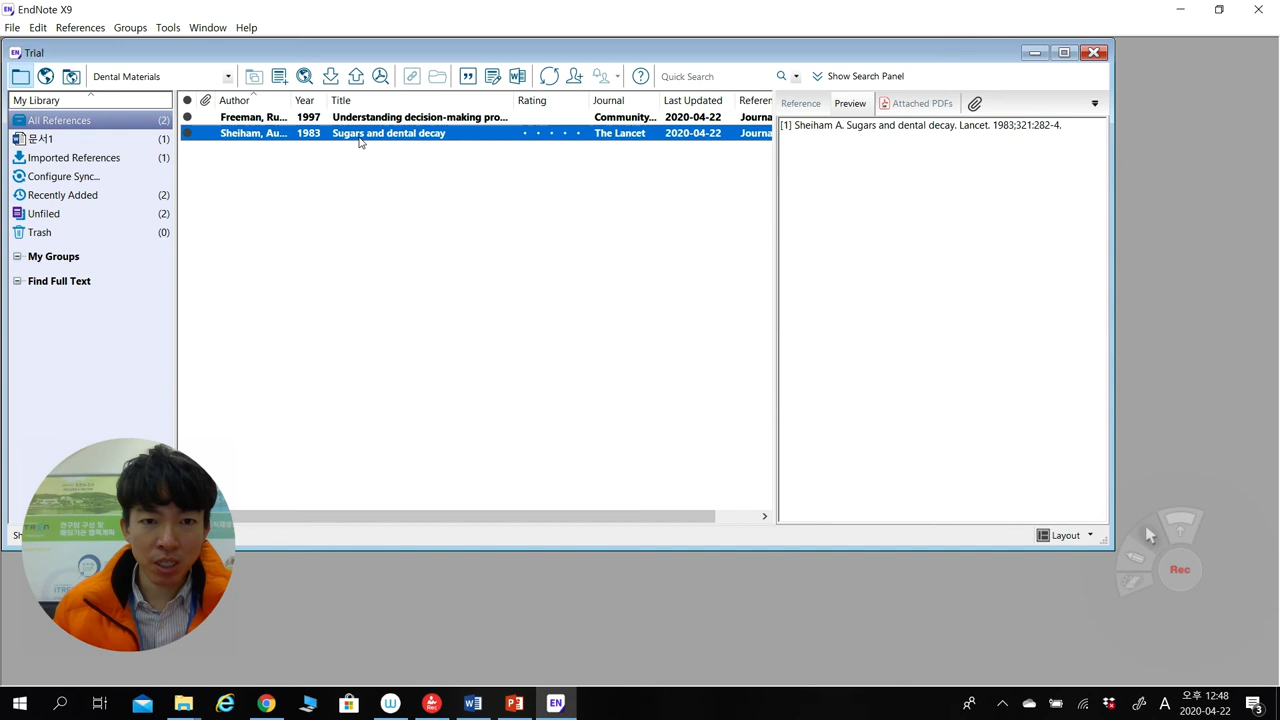 EndNote X9
File Edit References Groups Tools Window Help
EN Trial
Dental Materials Quick Search Show Search Panel
My Library
All References (2)
문서1 (1)
Imported References (1)
Configure Sync...
Recently Added (2)
Unfiled (2)
Trash (0)
My Groups
Find Full Text
Author Year Title Rating Journal Last Updated Referen
Freeman, Ru... 1997 Understanding decision-making pro... Community... 2020-04-22 Journa
Sheiham, Au... 1983 Sugars and dental decay The Lancet 2020-04-22 Journa
Reference Preview Attached PDFs
[1] Sheiham A. Sugars and dental decay. Lancet. 1983;321:282-4.
Sh
Layout
Rec
EN
A
오후 12:48
2020-04-22
3